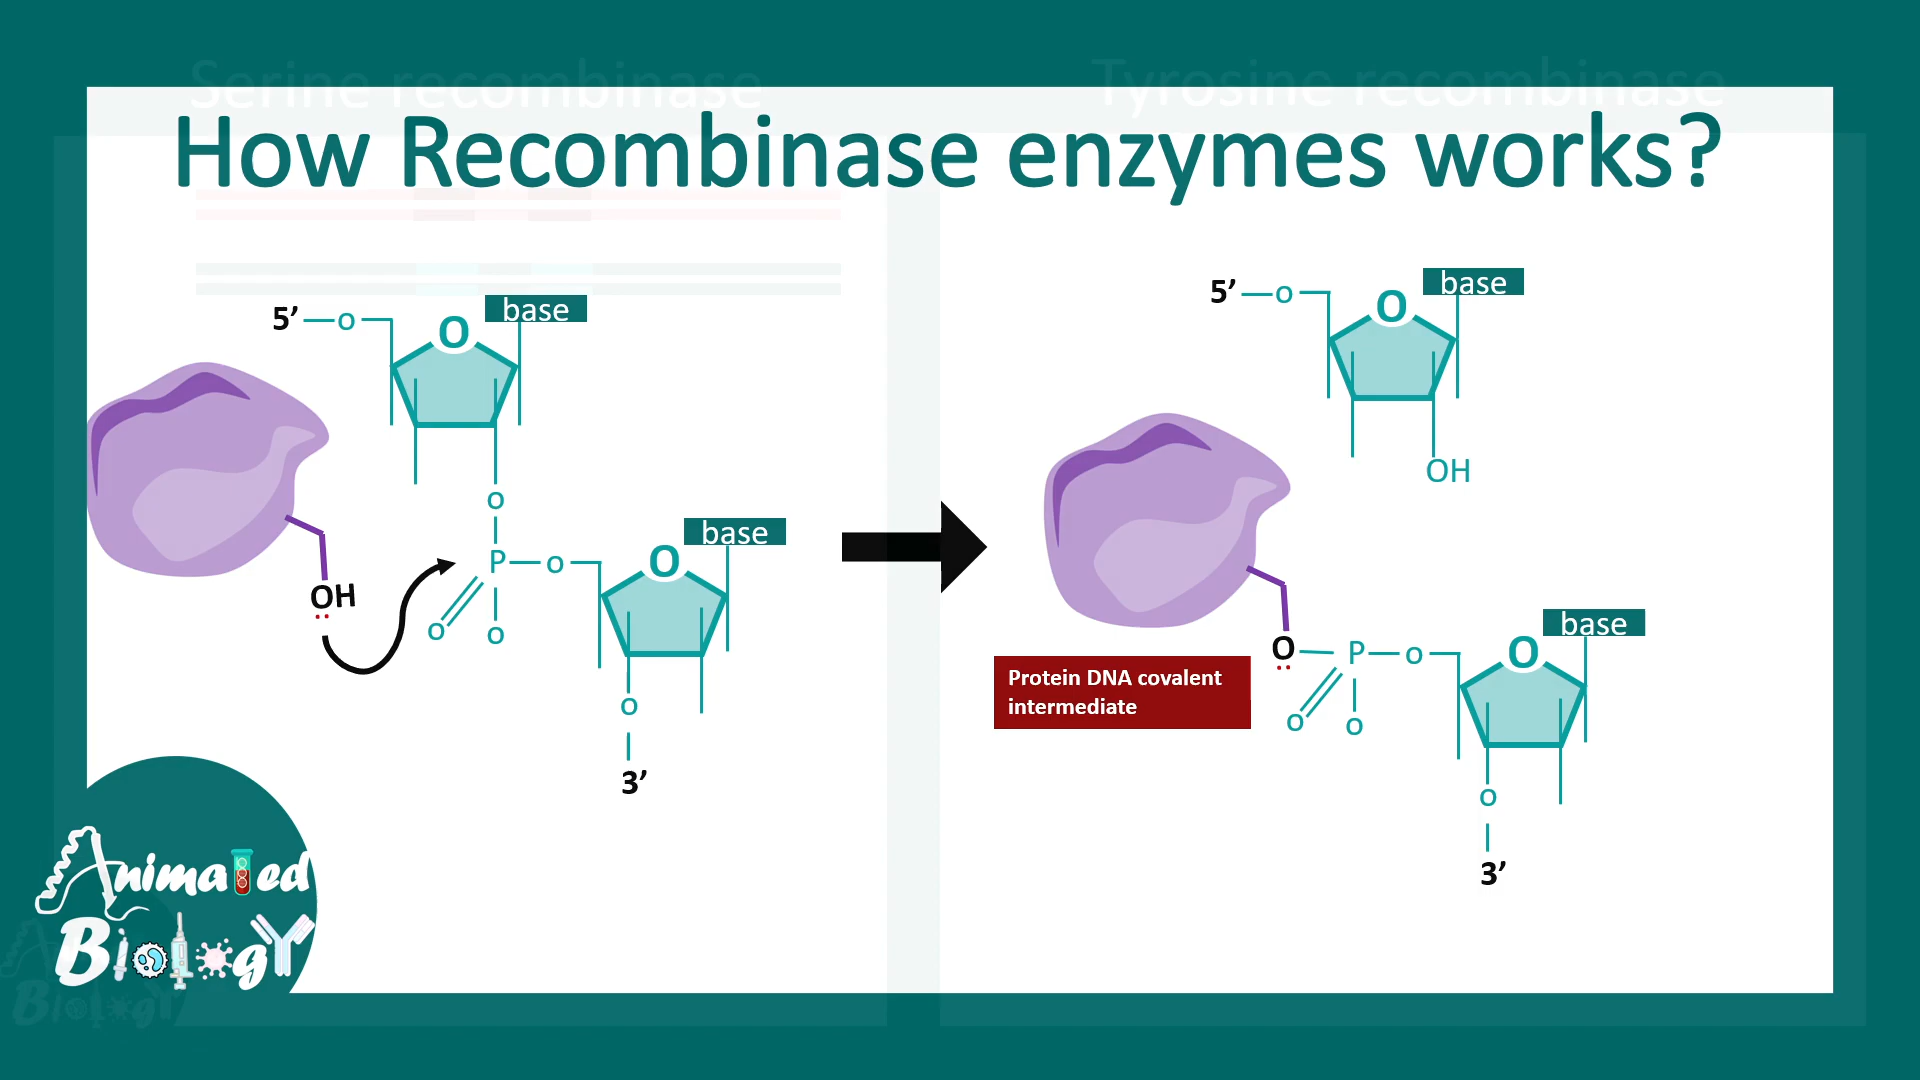 Serine recombinase
Tyrosine recombinase
How Recombinase enzymes works?
5’
o
O
base
OH
o
P
o
o
o
O
base
o
3’
5’
o
O
base
OH
O
P
o
o
o
O
base
Protein DNA covalent
intermediate
o
3’
Animated
Biology
Biology